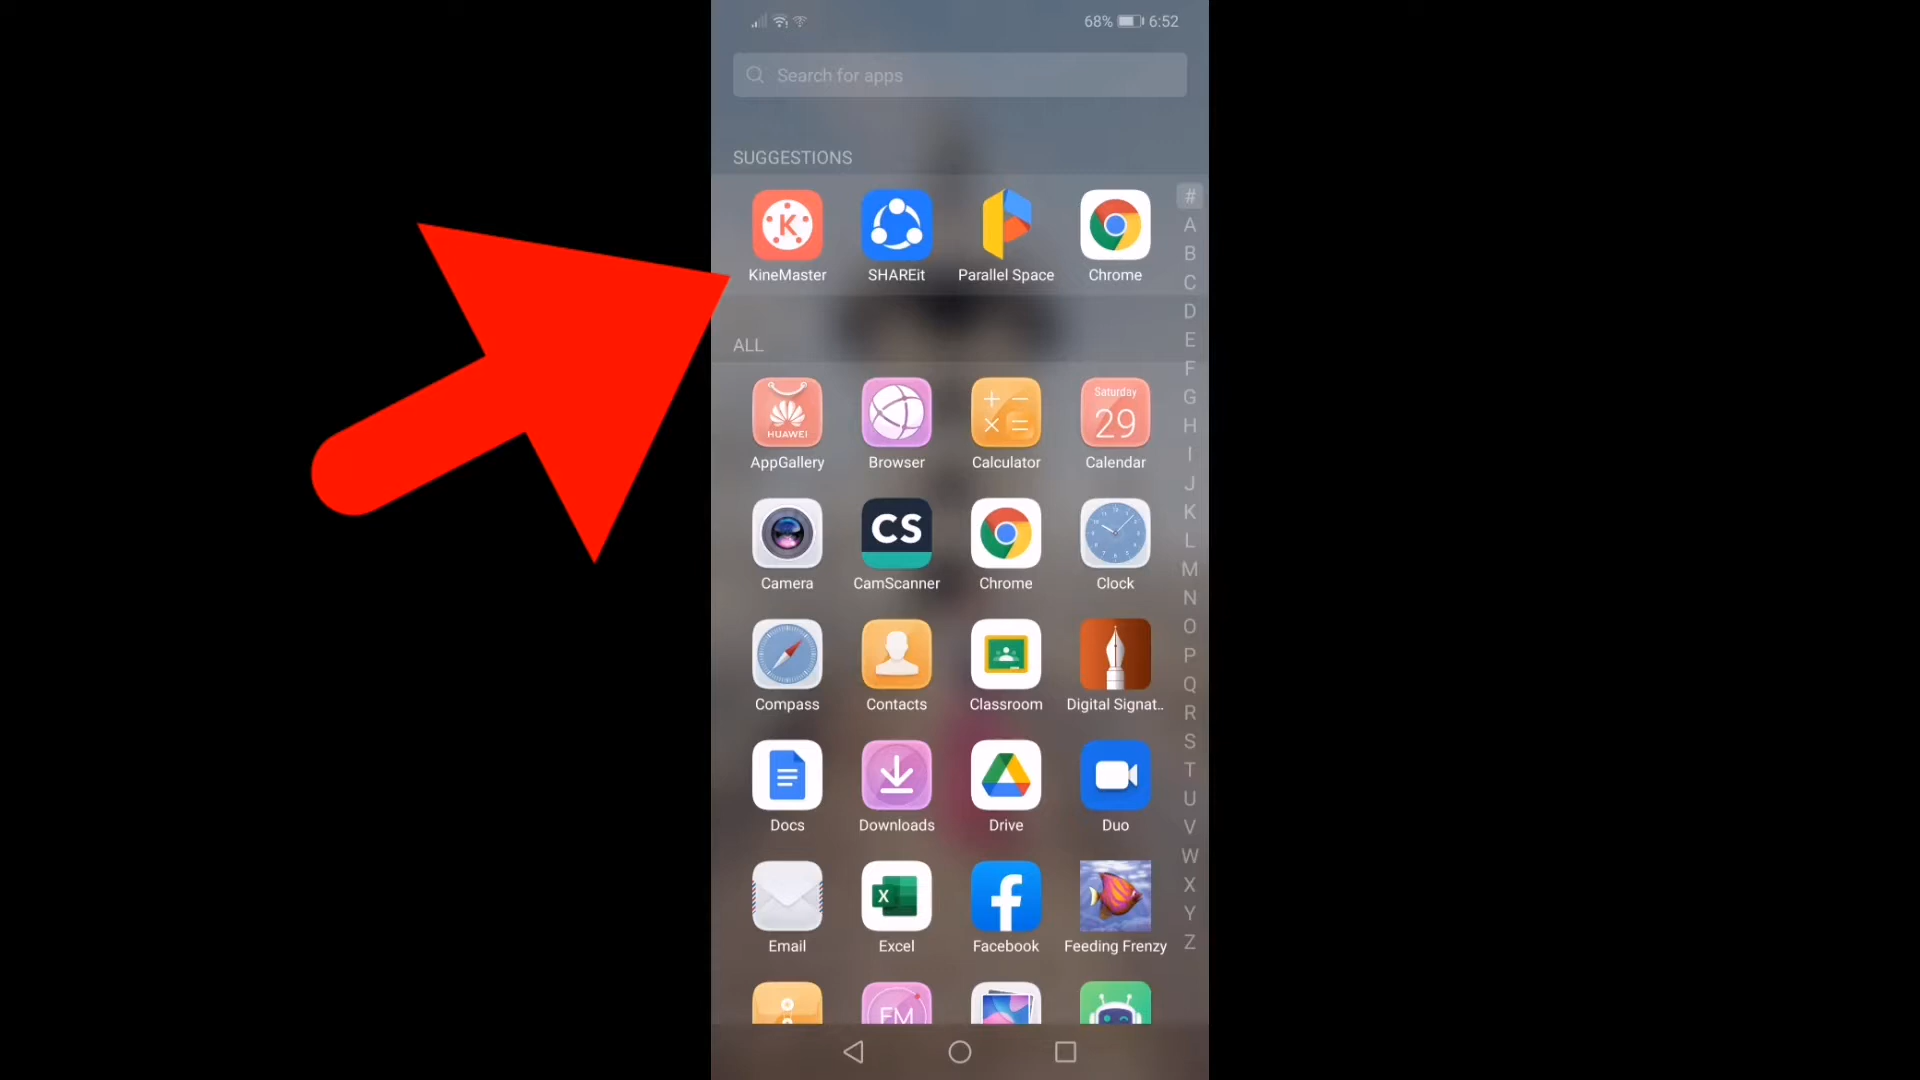 68% 6:52
Search for apps
SUGGESTIONS
K
KineMaster SHAREit Parallel Space Chrome
ALL
HUAWEI
Saturday
29
AppGallery Browser Calculator Calendar
CS
Camera CamScanner Chrome Clock
Compass Contacts Classroom Digital Signat..
Docs Downloads Drive Duo
X
f
Email Excel Facebook Feeding Frenzy
FM
#
A
B
C
D
E
F
G
H
I
J
K
L
M
N
O
P
Q
R
S
T
U
V
W
X
Y
Z